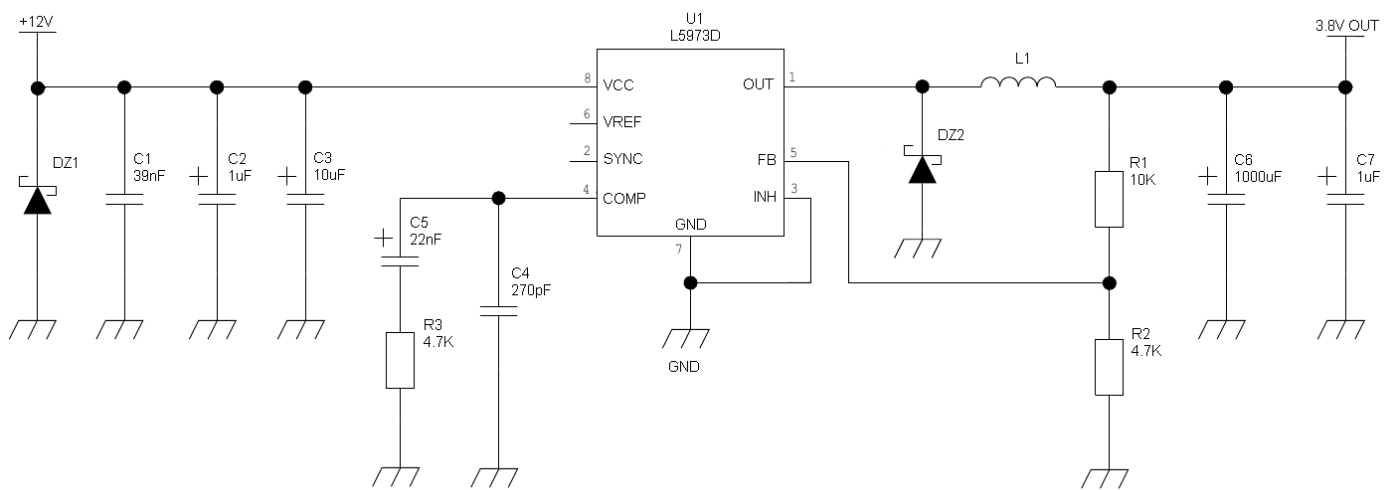 +12V
U1
L5973D
3.8V OUT
L1
8
VCC
OUT
1
6
VREF
2
SYNC
FB
5
4
COMP
INH
3
GND
7
DZ1
C1
39nF
C2
1uF
C3
10uF
DZ2
R1
10K
C6
1000uF
C7
1uF
C5
22nF
C4
270pF
R3
4.7K
R2
4.7K
GND